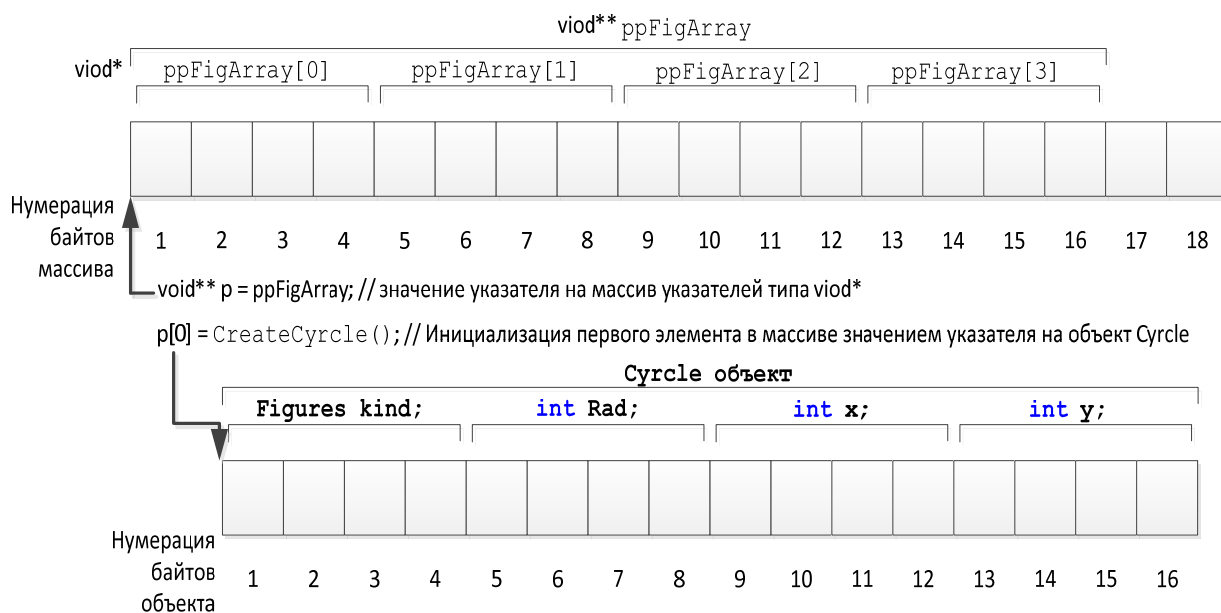 viod** ppFigArray
viod* ppFigArray[0] ppFigArray[1] ppFigArray[2] ppFigArray[3]
Нумерация
байтов
массива
1 2 3 4 5 6 7 8 9 10 11 12 13 14 15 16 17 18
void** p = ppFigArray; // значение указателя на массив указателей типа viod*
p[0] = CreateCyrcle(); // Инициализация первого элемента в массиве значением указателя на объект Cyrcle
Cyrcle объект
Figures kind; int Rad; int x; int y;
Нумерация
байтов
объекта
1 2 3 4 5 6 7 8 9 10 11 12 13 14 15 16